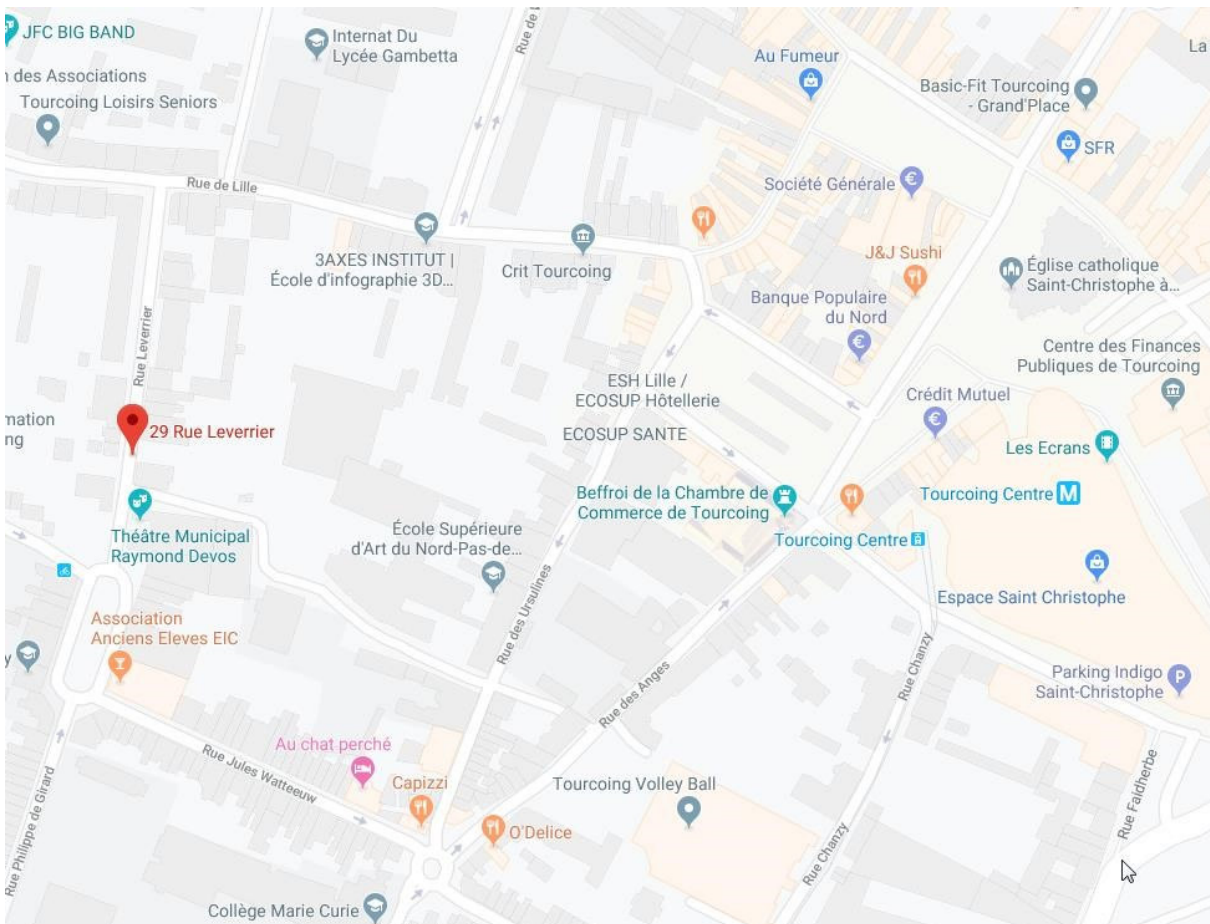 JFC BIG BAND
Internat Du
Lycée Gambetta
Rue de
Au Fumeur
La
n des Associations
Tourcoing Loisirs Seniors
Basic-Fit Tourcoing
- Grand'Place
SFR
Rue de Lille
Société Générale
3AXES INSTITUT |
École d'infographie 3D...
Crit Tourcoing
J&J Sushi
Église catholique
Saint-Christophe à...
Banque Populaire
du Nord
Rue Leverrier
Centre des Finances
Publiques de Tourcoing
ESH Lille /
ECOSUP Hôtellerie
Crédit Mutuel
mation
ng
29 Rue Leverrier
ECOSUP SANTE
Les Ecrans
Beffroi de la Chambre de
Commerce de Tourcoing
Tourcoing Centre M
Théâtre Municipal
Raymond Devos
École Supérieure
d'Art du Nord-Pas-de...
Tourcoing Centre
Espace Saint Christophe
Rue des Ursulines
Association
Anciens Eleves EIC
y
Rue des Anges
Rue Chanzy
Parking Indigo
Saint-Christophe
P
Au chat perché
Rue Jules Watteeuw
Capizzi
Tourcoing Volley Ball
Rue Philippe de Girard
O'Delice
Rue Chanzy
Rue Faidherbe
Collège Marie Curie